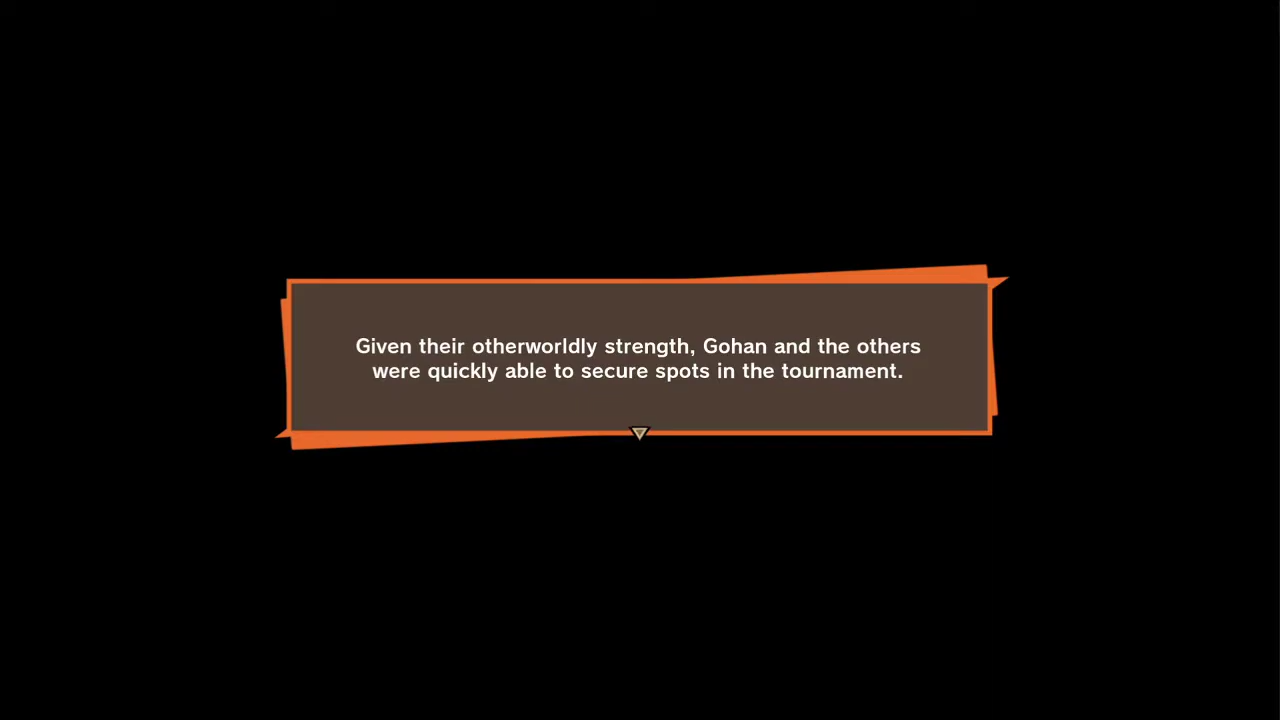 Given their otherworldly strength, Gohan and the others
were quickly able to secure spots in the tournament.